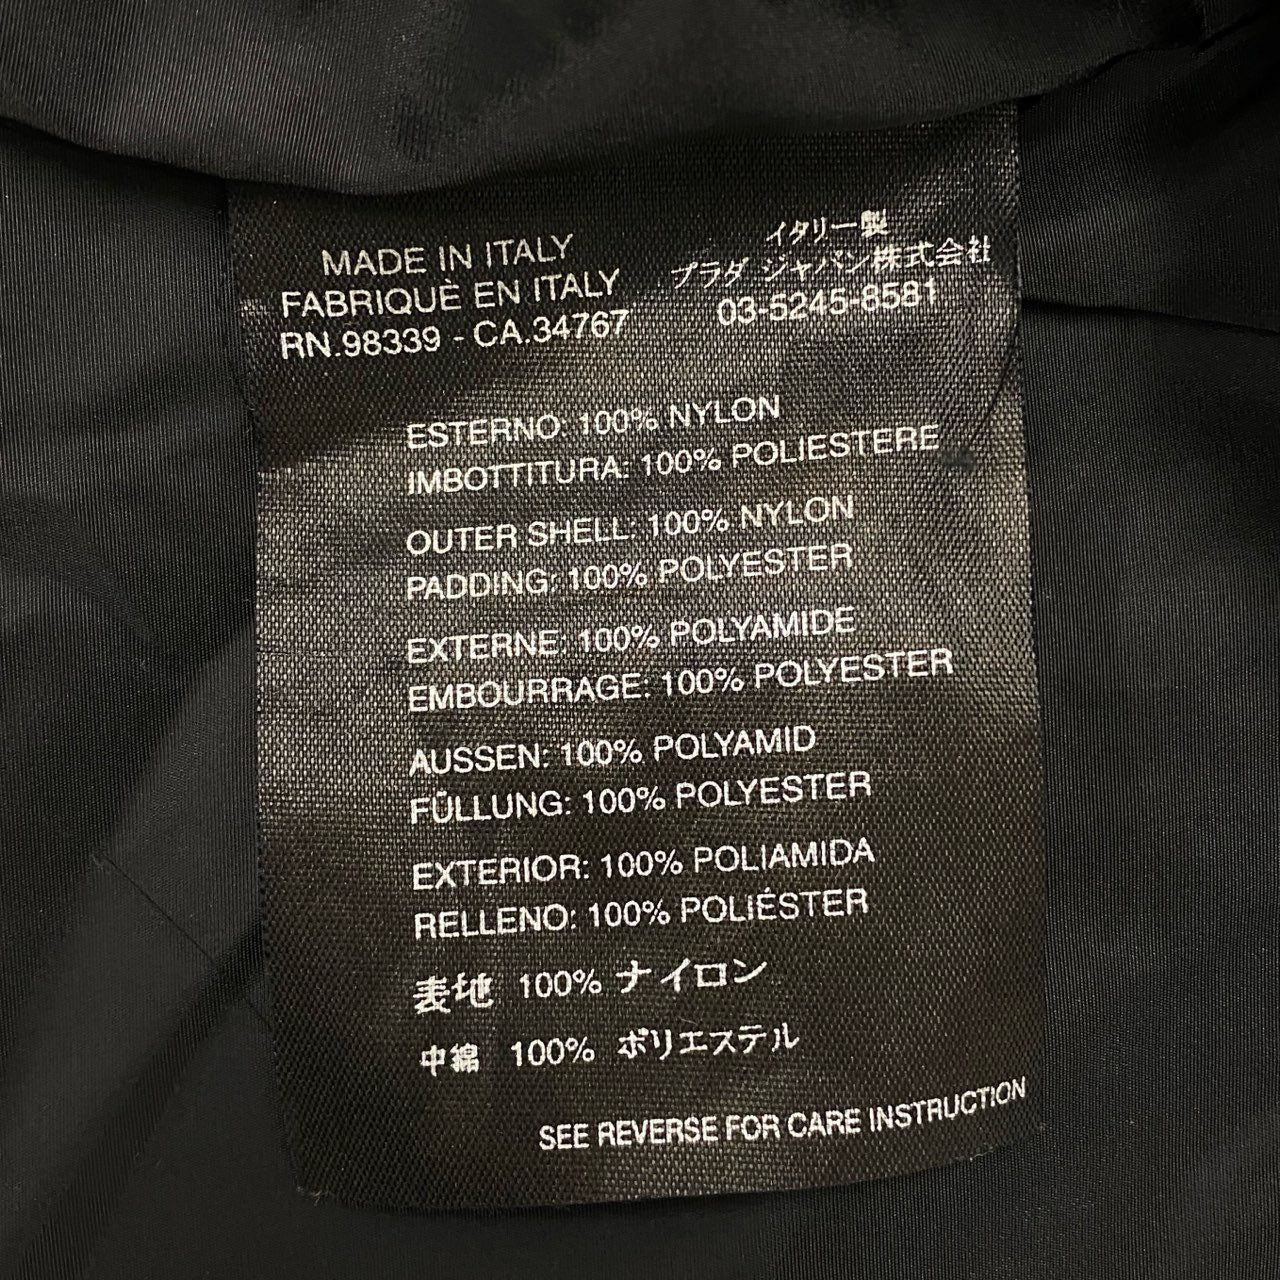 MADE IN ITALY
FABRIQUÈ EN ITALY
RN.98339 - CA.34767
イタリー製
プラダ ジャパン株式会社
03-5245-8581
ESTERNO: 100% NYLON
IMBOTTITURA: 100% POLIESTERE
OUTER SHELL: 100% NYLON
PADDING: 100% POLYESTER
EXTERNE: 100% POLYAMIDE
EMBOURRAGE: 100% POLYESTER
AUSSEN: 100% POLYAMID
FÜLLUNG: 100% POLYESTER
EXTERIOR: 100% POLIAMIDA
RELLENO: 100% POLIÉSTER
表地 100% ナイロン
中綿 100% ポリエステル
SEE REVERSE FOR CARE INSTRUCTION